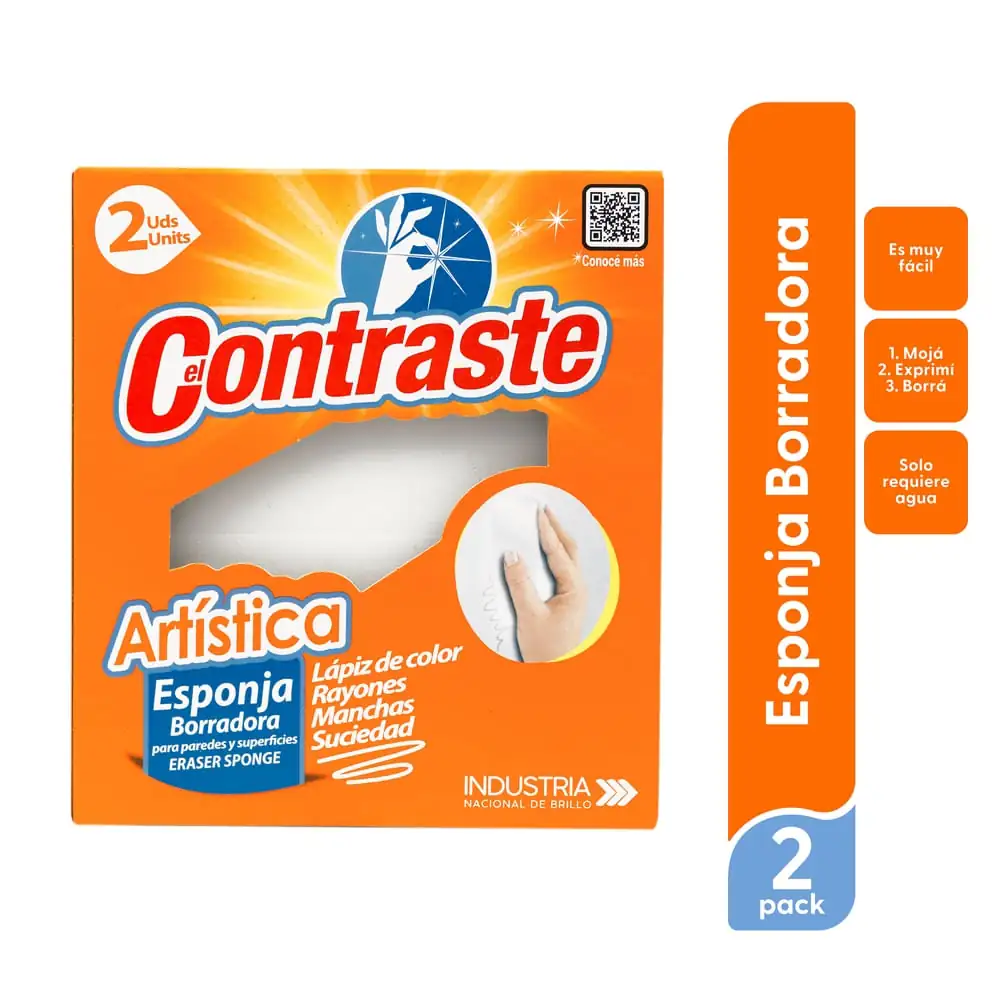 2 Uds
Units
*Conocé más
el Contraste
Artística
Esponja
Borradora
para paredes y superficies
ERASER SPONGE
Lápiz de color
Rayones
Manchas
Suciedad
INDUSTRIA
NACIONAL DE BRILLO
Esponja Borradora
2
pack
Es muy
fácil
1. Mojá
2. Exprimí
3. Borrá
Solo
requiere
agua